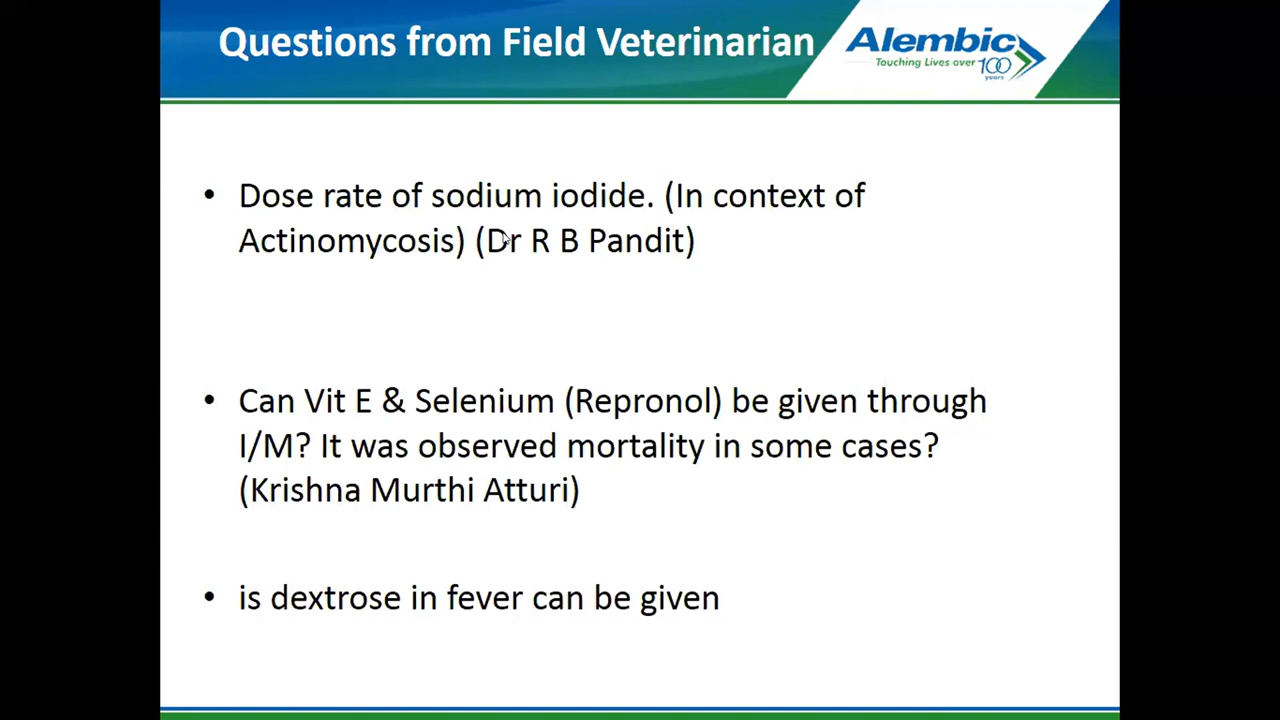 Questions from Field Veterinarian
Alembic
Touching Lives over 100 years
• Dose rate of sodium iodide. (In context of
Actinomycosis) (Dr R B Pandit)
• Can Vit E & Selenium (Repronol) be given through
I/M? It was observed mortality in some cases?
(Krishna Murthi Atturi)
• is dextrose in fever can be given